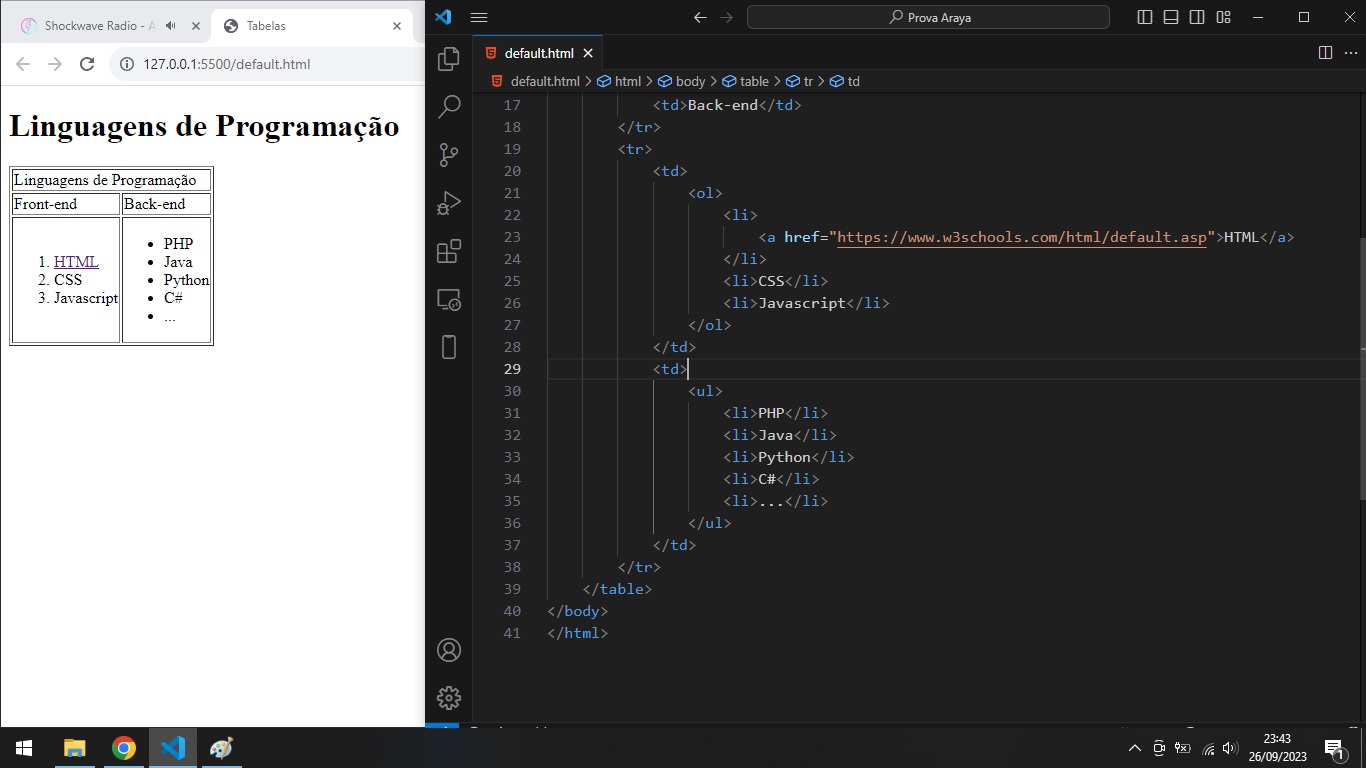 Shockwave Radio - A
Tabelas
127.0.0.1:5500/default.html
Linguagens de Programação
Linguagens de Programação
Front-end
Back-end
1. HTML
2. CSS
3. Javascript
• PHP
• Java
• Python
• C#
• ...
Prova Araya
default.html
default.html > html > body > table > tr > td
17 <td>Back-end</td>
18 </tr>
19 <tr>
20 <td>
21 <ol>
22 <li>
23 <a href="https://www.w3schools.com/html/default.asp">HTML</a>
24 </li>
25 <li>CSS</li>
26 <li>Javascript</li>
27 </ol>
28 </td>
29 <td>
30 <ul>
31 <li>PHP</li>
32 <li>Java</li>
33 <li>Python</li>
34 <li>C#</li>
35 <li>...</li>
36 </ul>
37 </td>
38 </tr>
39 </table>
40 </body>
41 </html>
23:43
26/09/2023
1